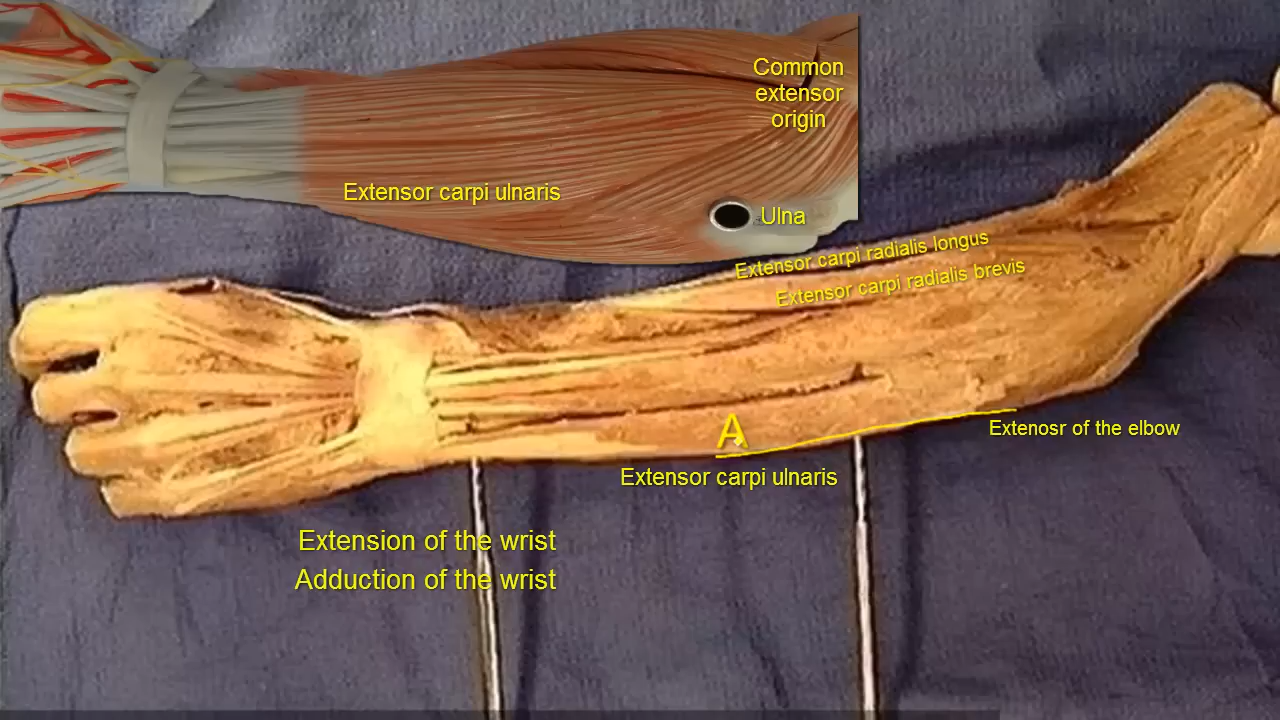 Common
extensor
origin
Extensor carpi ulnaris
Ulna
Extensor carpi radialis longus
Extensor carpi radialis brevis
A
Extenosr of the elbow
Extensor carpi ulnaris
Extension of the wrist
Adduction of the wrist